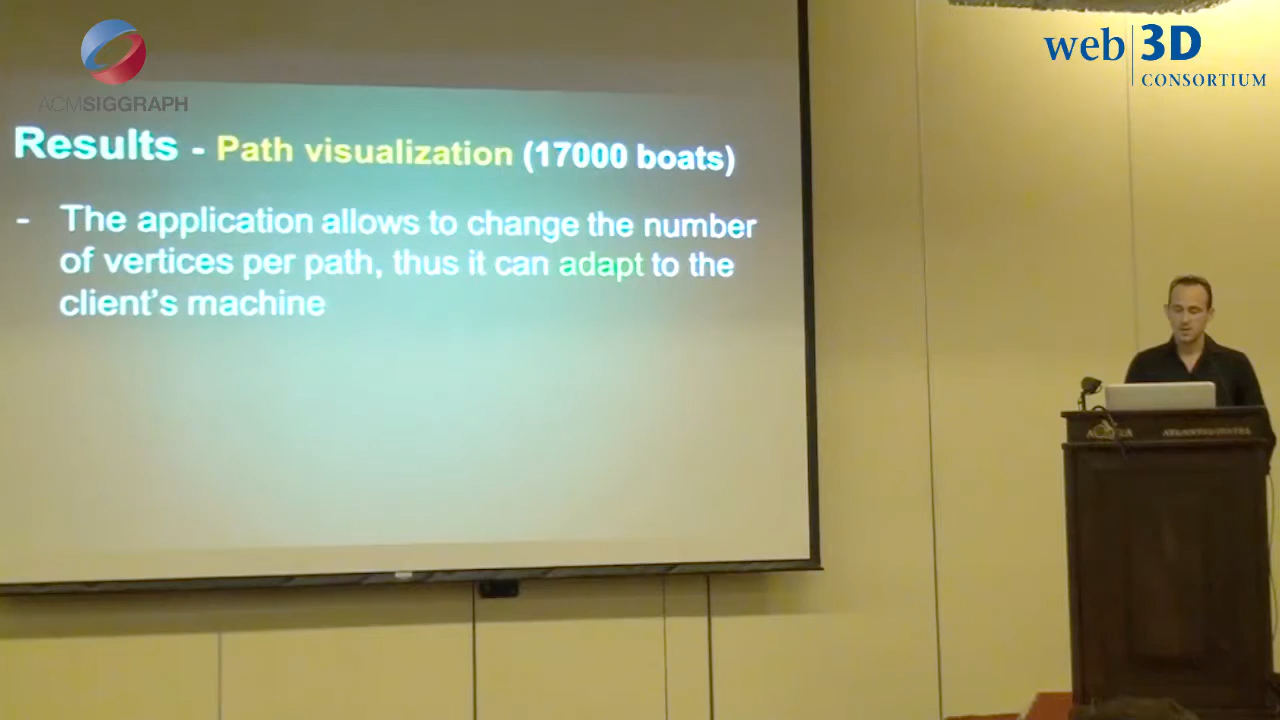 ACMSIGGRAPH
web 3D
CONSORTIUM
Results - Path visualization (17000 boats)
- The application allows to change the number
of vertices per path, thus it can adapt to the
client's machine